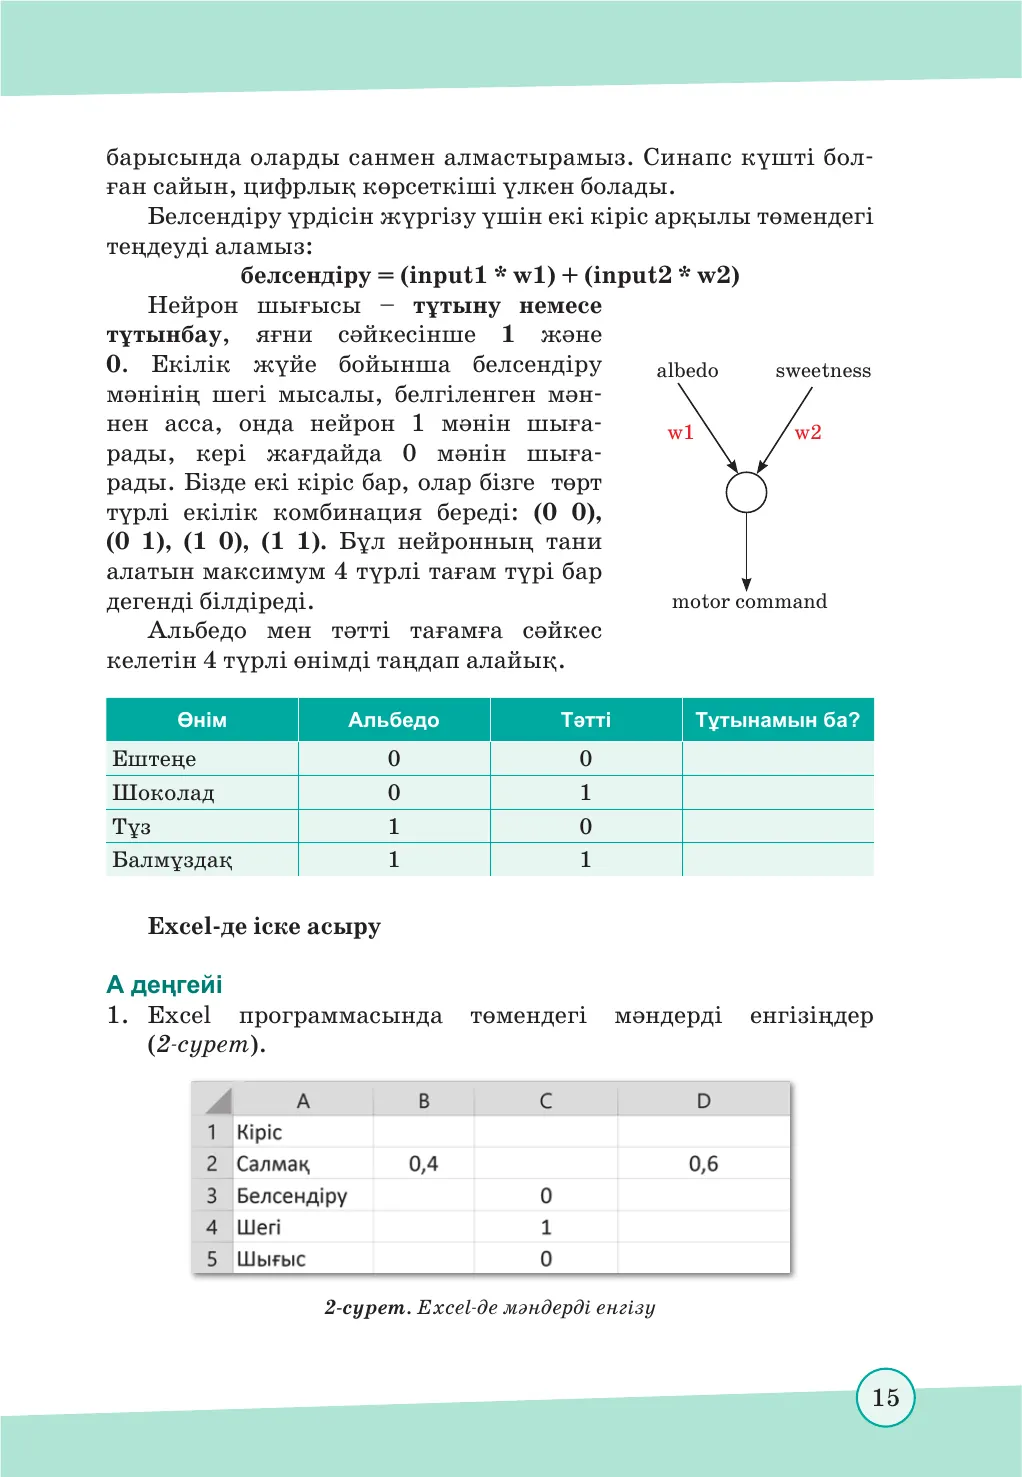 барысында оларды санмен алмастырамыз. Синапс күшті бол-
ған сайын, цифрлық көрсеткіші үлкен болады.
Белсендіру үрдісін жүргізу үшін екі кіріс арқылы төмендегі
теңдеуді аламыз:
белсендіру = (input1 * w1) + (input2 * w2)
Нейрон шығысы – тұтыну немесе
тұтынбау, яғни сәйкесінше 1 және
0. Екілік жүйе бойынша белсендіру
мәнінің шегі мысалы, белгіленген мән-
нен асса, онда нейрон 1 мәнін шыға-
рады, кері жағдайда 0 мәнін шыға-
рады. Бізде екі кіріс бар, олар бізге төрт
түрлі екілік комбинация береді: (0 0),
(0 1), (1 0), (1 1). Бұл нейронның тани
алатын максимум 4 түрлі тағам түрі бар
дегенді білдіреді.
Альбедо мен тәтті тағамға сәйкес
келетін 4 түрлі өнімді таңдап алайық.
albedo sweetness
w1 w2
motor command
Өнім Альбедо Тәтті Тұтынамын ба?
Ештеңе 0 0
Шоколад 0 1
Тұз 1 0
Балмұздақ 1 1
Excel-де іске асыру
А деңгейі
1. Excel программасында төмендегі мәндерді енгізіңдер
(2-сурет).
A B C D
1 Кіріс
2 Салмақ 0,4 0,6
3 Белсендіру 0
4 Шегі 1
5 Шығыс 0
2-сурет. Excel-де мәндерді енгізу
15